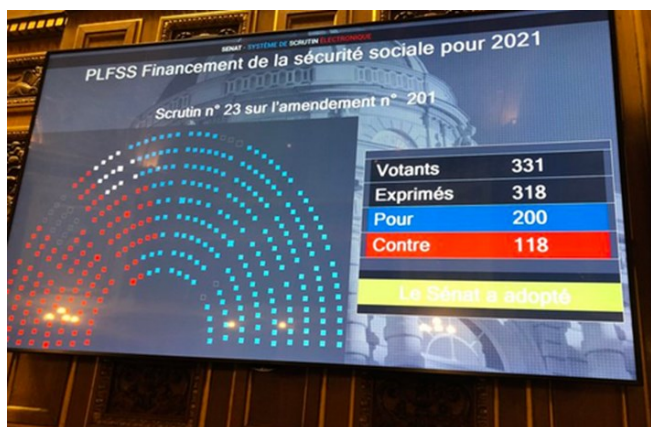 SENAT - SYSTÈME DE SCRUTIN ÉLECTRONIQUE
PLFSS Financement de la sécurité sociale pour 2021
Scrutin n° 23 sur l'amendement n° 201
Votants 331
Exprimés 318
Pour 200
Contre 118
Le Sénat a adopté